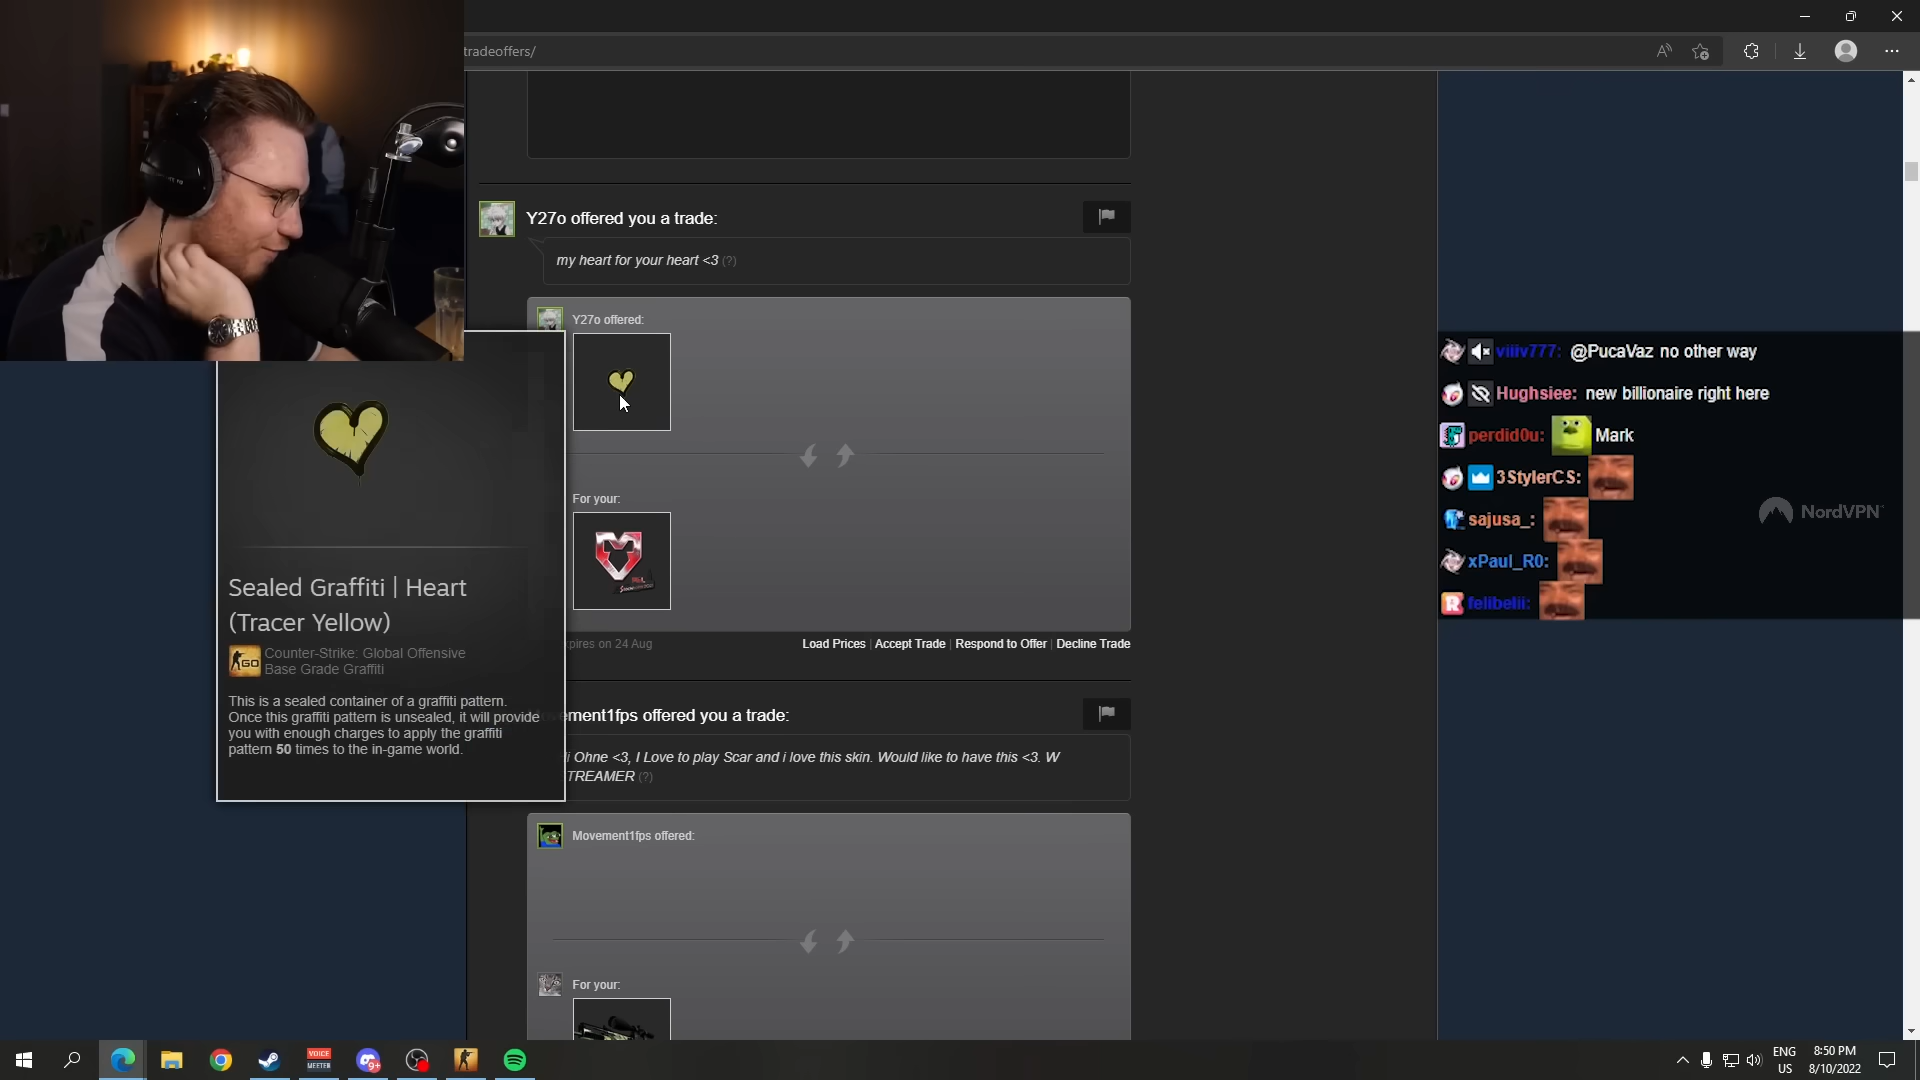 tradeoffers/
Y27o offered you a trade:
my heart for your heart <3 (?)
Y27o offered:
For your:
Load Prices | Accept Trade | Respond to Offer | Decline Trade
pires on 24 Aug
Sealed Graffiti | Heart
(Tracer Yellow)
GO
Counter-Strike: Global Offensive
Base Grade Graffiti
This is a sealed container of a graffiti pattern.
Once this graffiti pattern is unsealed, it will provide
you with enough charges to apply the graffiti
pattern 50 times to the in-game world.
ement1fps offered you a trade:
i Ohne <3, I Love to play Scar and i love this skin. Would like to have this <3. W
TREAMER (?)
Movement1fps offered:
For your:
viiiv777: @PucaVaz no other way
Hughsiee: new billionaire right here
perdid0u: Mark
3StylerCS:
sajusa_:
xPaul_R0:
felibelii:
NordVPN
VOICE
MEETER
9+
ENG
US
8:50 PM
8/10/2022